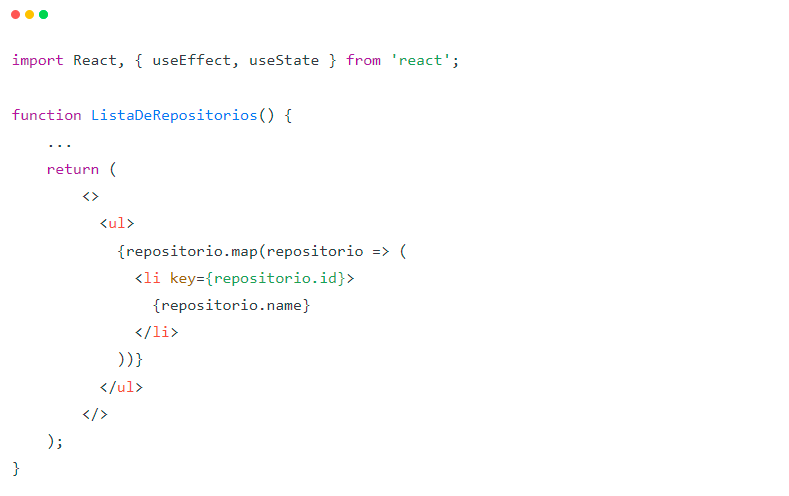 import React, { useEffect, useState } from 'react';

function ListaDeRepositorios() {
    ...
    return (
        <>
          <ul>
            {repositorio.map(repositorio => (
              <li key={repositorio.id}>
                {repositorio.name}
              </li>
            ))}
          </ul>
        </>
    );
}